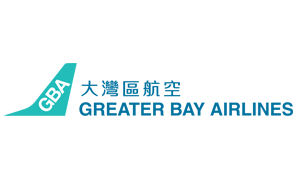 GBA
大灣區航空
GREATER BAY AIRLINES